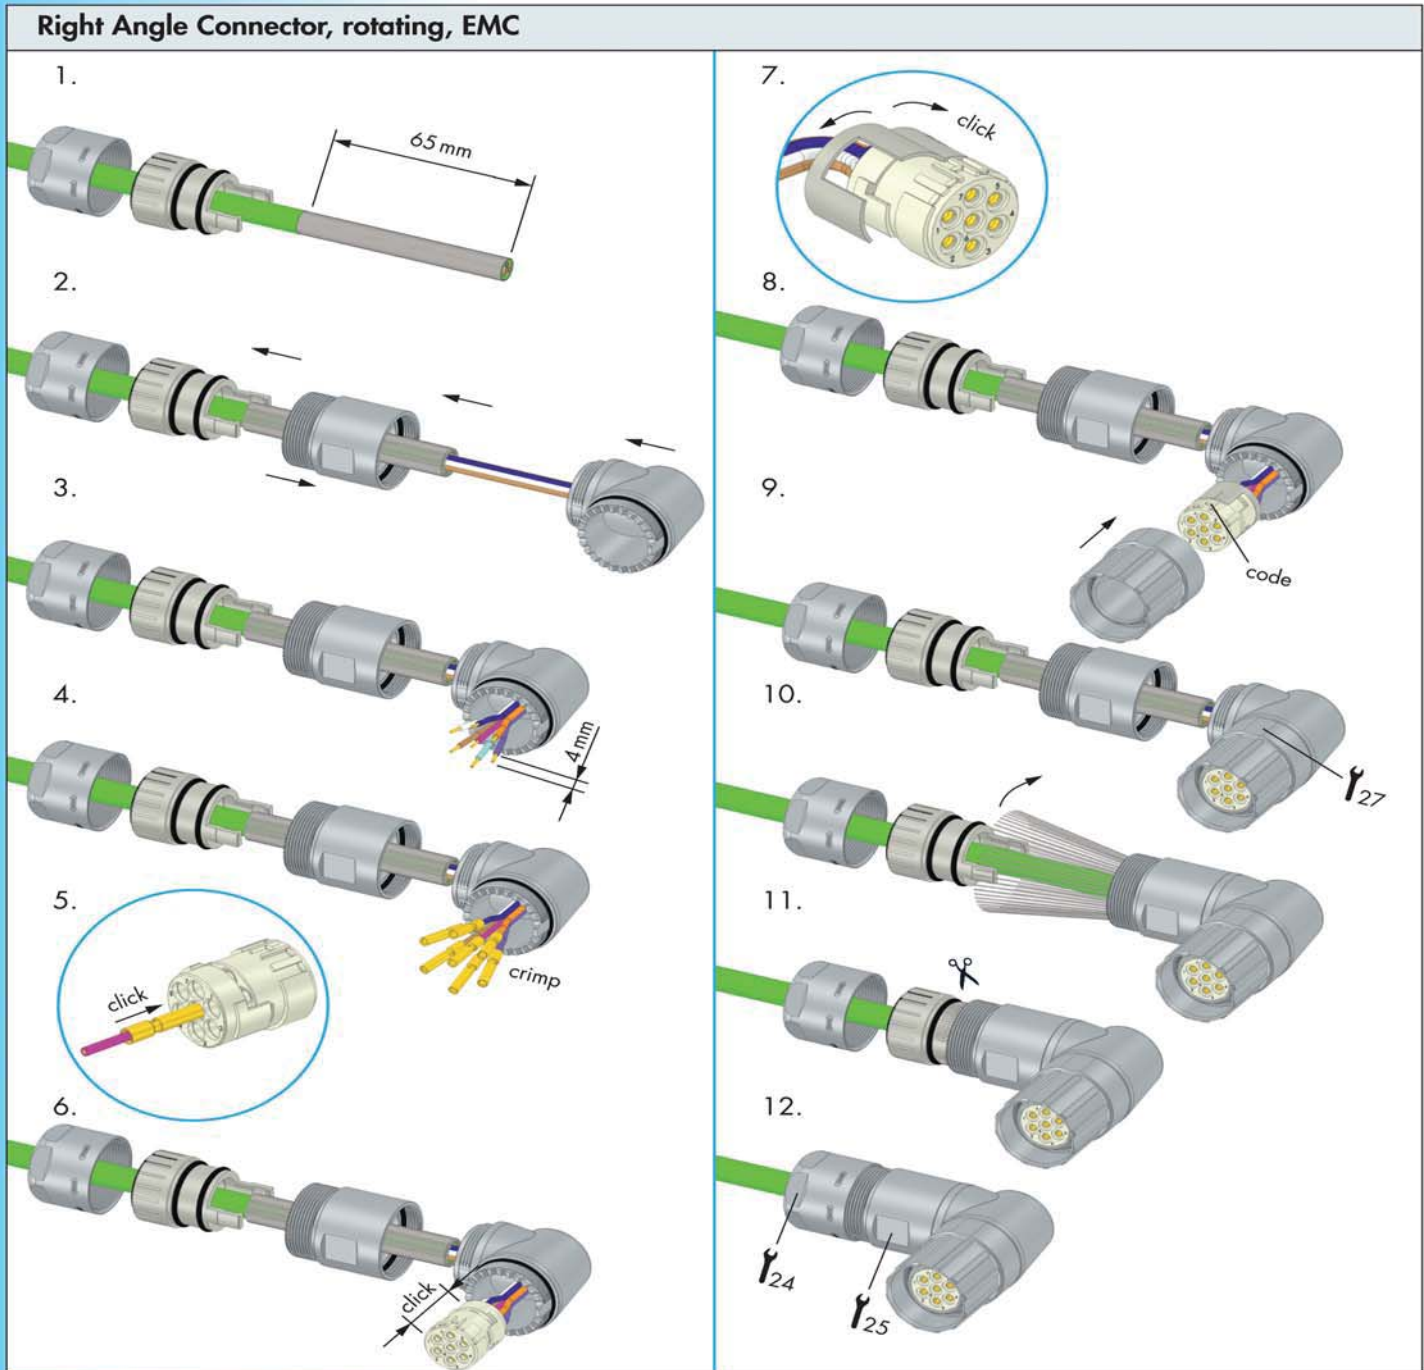 Right Angle Connector, rotating, EMC
1.
65 mm
2.
3.
4.
4 mm
crimp
5.
click
6.
click
7.
click
8.
9.
code
10.
27
11.
12.
24
25